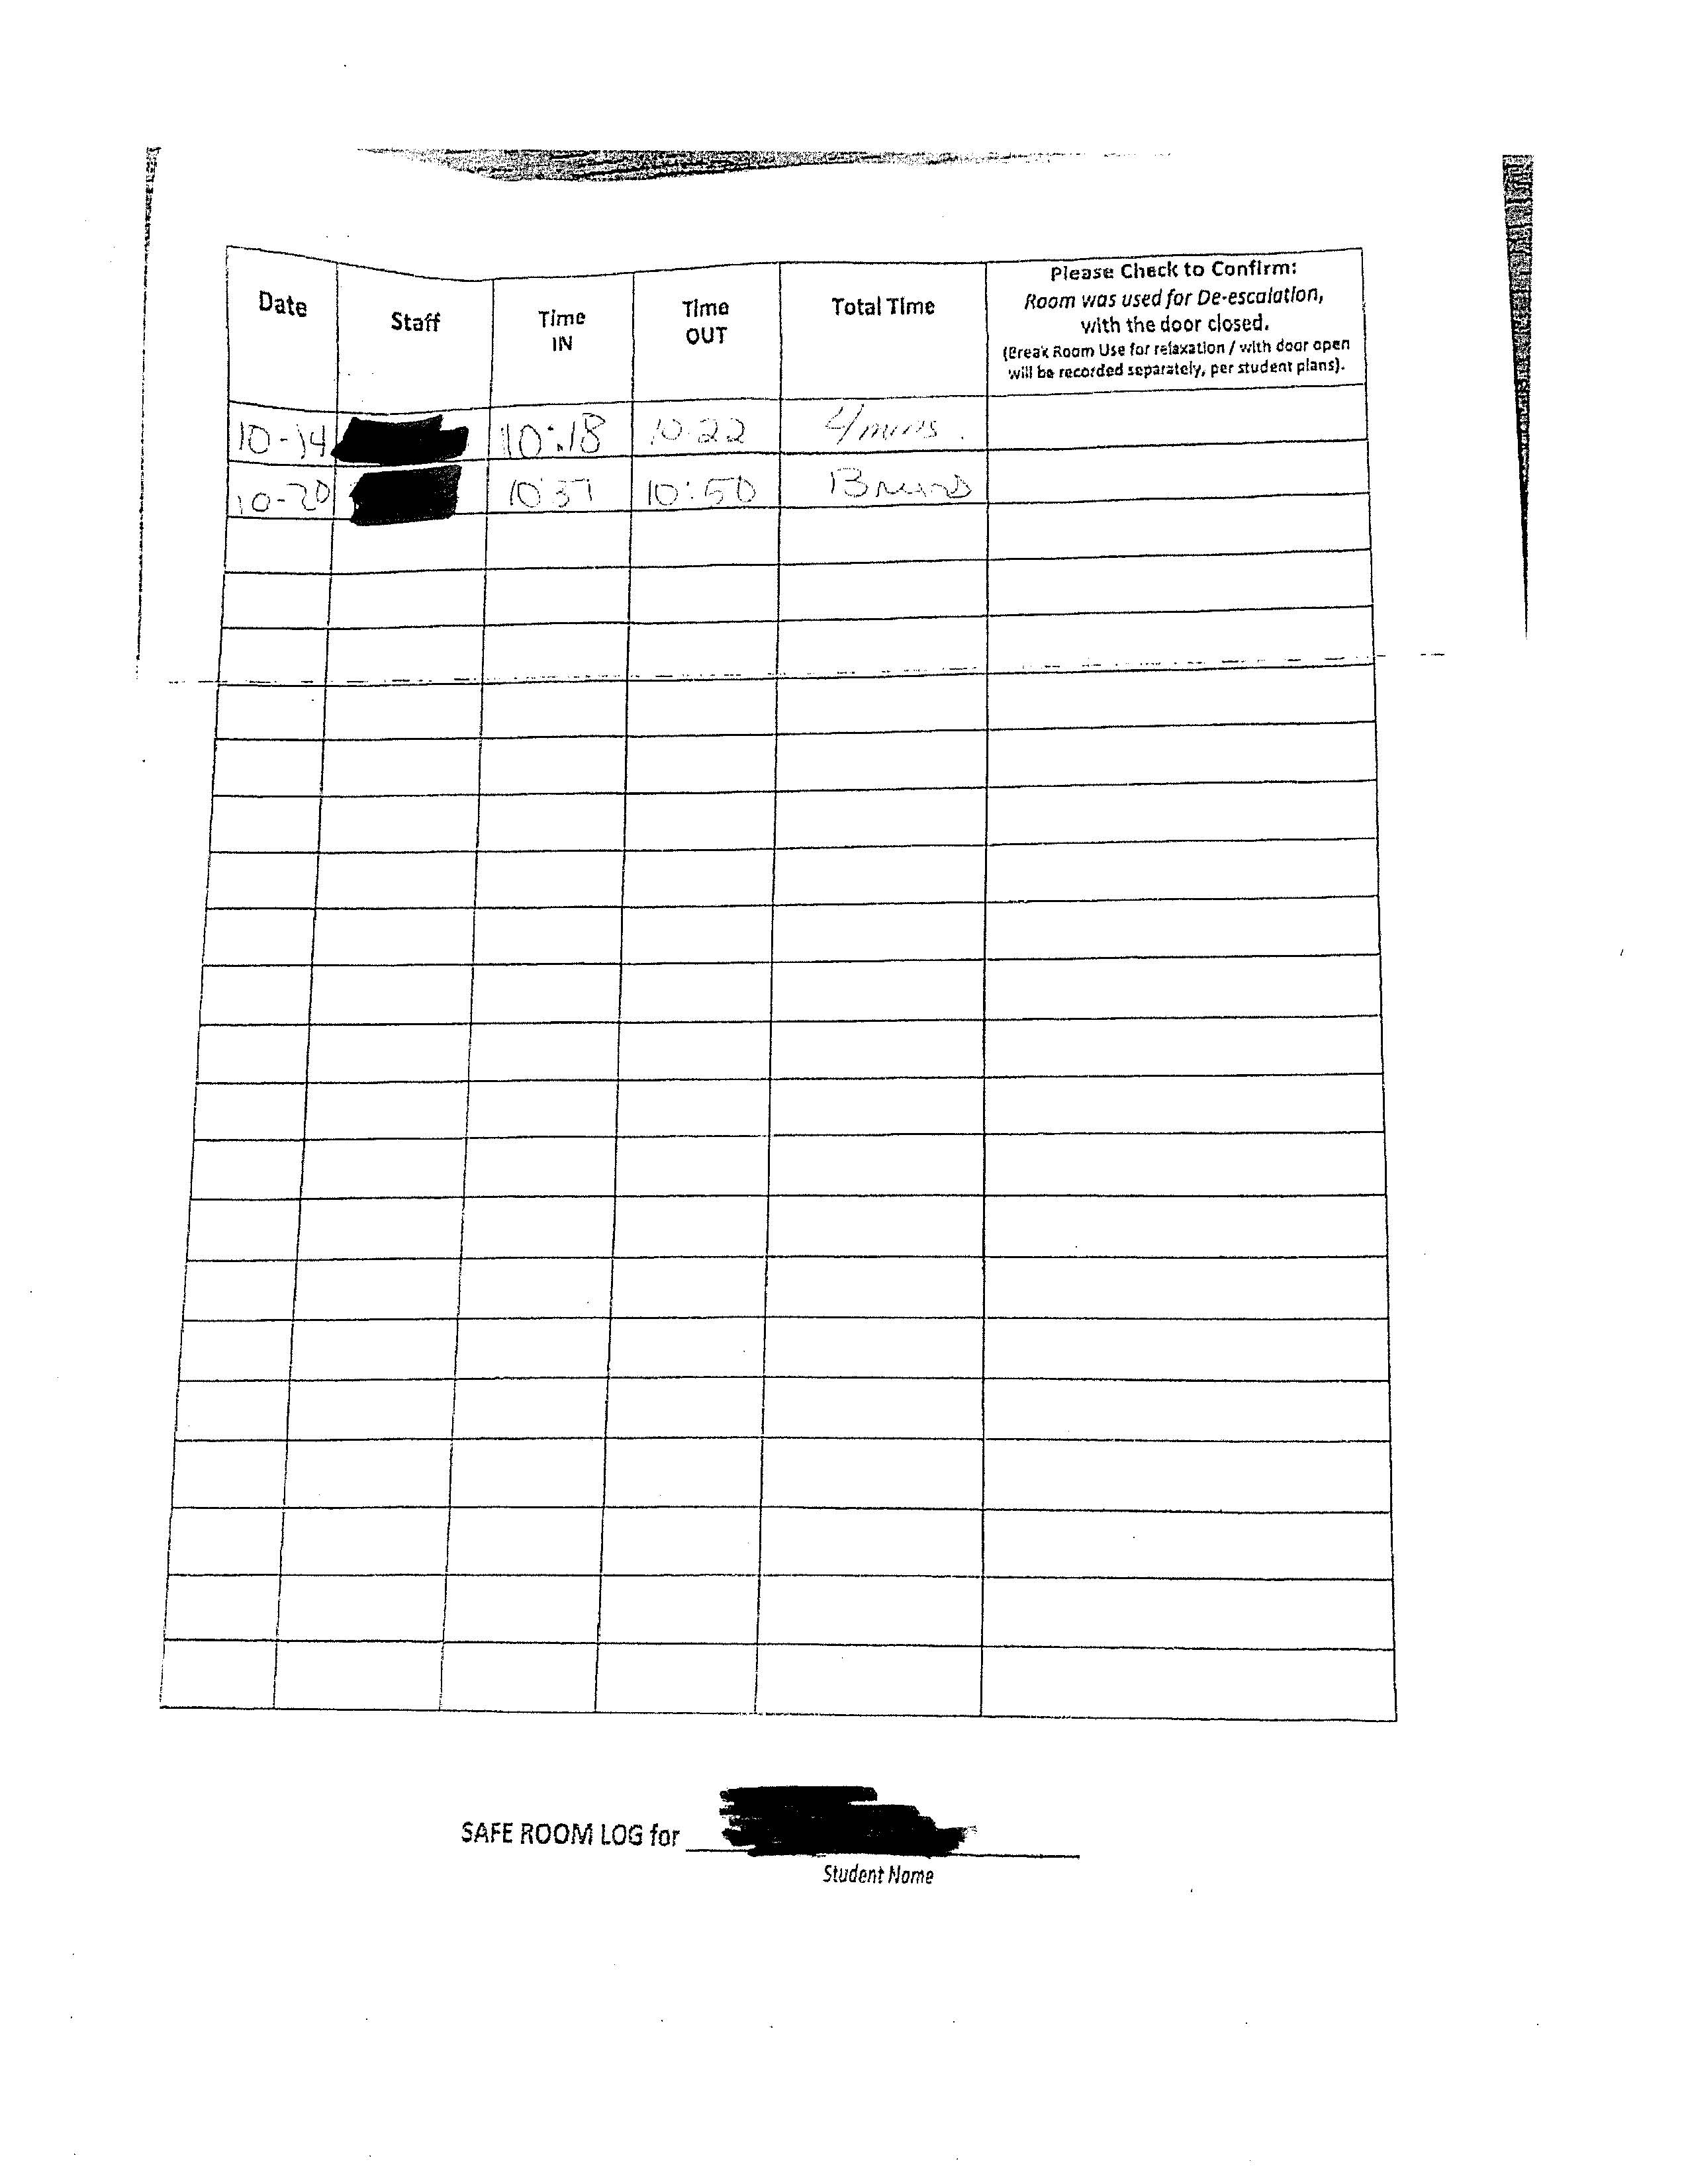 Date Staff Time IN Time OUT Total Time Please Check to Confirm:
Room was used for De-escalation,
with the door closed.
(Break Room Use for relaxation / with door open
will be recorded separately, per student plans).
10-14 10:18 10:22 4 mins.
10-20 10:37 10:50 13 mins
SAFE ROOM LOG for
Student Name